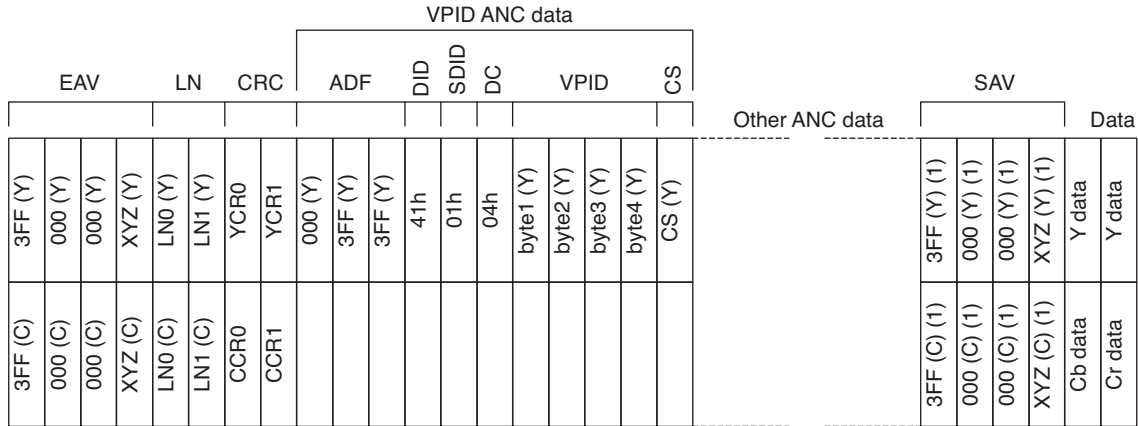 VPID ANC data
EAV LN CRC ADF DID SDID DC VPID CS SAV
Other ANC data Data
3FF (Y) 000 (Y) 000 (Y) XYZ (Y) LN0 (Y) LN1 (Y) YCR0 YCR1 000 (Y) 3FF (Y) 3FF (Y) 41h 01h 04h byte1 (Y) byte2 (Y) byte3 (Y) byte4 (Y) CS (Y) 3FF (Y) (1) 000 (Y) (1) 000 (Y) (1) XYZ (Y) (1) Y data Y data
3FF (C) 000 (C) 000 (C) XYZ (C) LN0 (C) LN1 (C) CCR0 CCR1 3FF (C) (1) 000 (C) (1) 000 (C) (1) XYZ (C) (1) Cb data Cr data